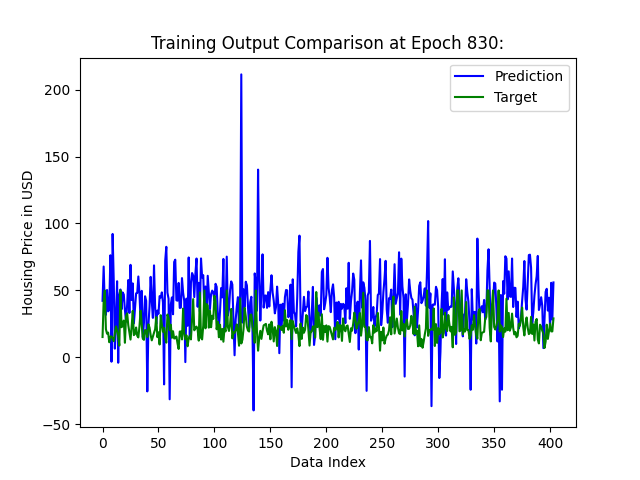 Training Output Comparison at Epoch 830:
Prediction
Target
Housing Price in USD
200
150
100
50
0
−50
0 50 100 150 200 250 300 350 400
Data Index